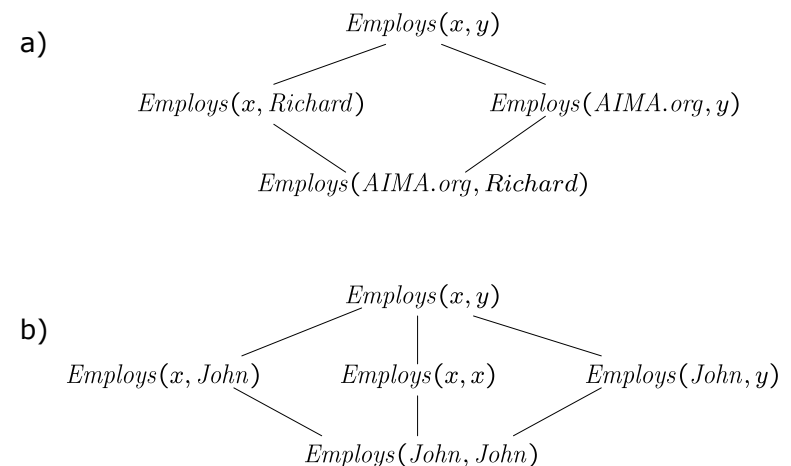 a)
Employs(x, y)
Employs(x, Richard) Employs(AIMA.org, y)
Employs(AIMA.org, Richard)
b)
Employs(x, y)
Employs(x, John) Employs(x, x) Employs(John, y)
Employs(John, John)